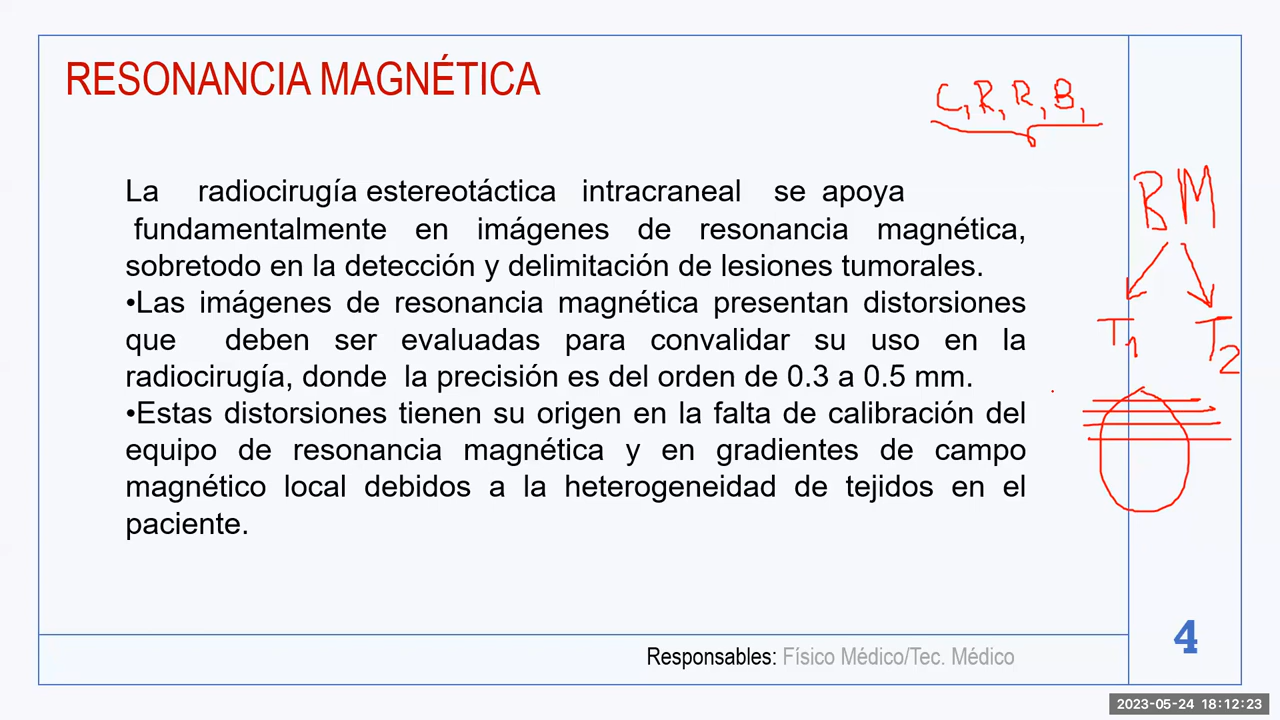 RESONANCIA MAGNÉTICA
C, R, R, B,
RM
T1 T2
La radiocirugía estereotáctica intracraneal se apoya
fundamentalmente en imágenes de resonancia magnética,
sobretodo en la detección y delimitación de lesiones tumorales.
•Las imágenes de resonancia magnética presentan distorsiones
que deben ser evaluadas para convalidar su uso en la
radiocirugía, donde la precisión es del orden de 0.3 a 0.5 mm.
•Estas distorsiones tienen su origen en la falta de calibración del
equipo de resonancia magnética y en gradientes de campo
magnético local debidos a la heterogeneidad de tejidos en el
paciente.
4
Responsables: Físico Médico/Tec. Médico
2023-05-24 18:12:23